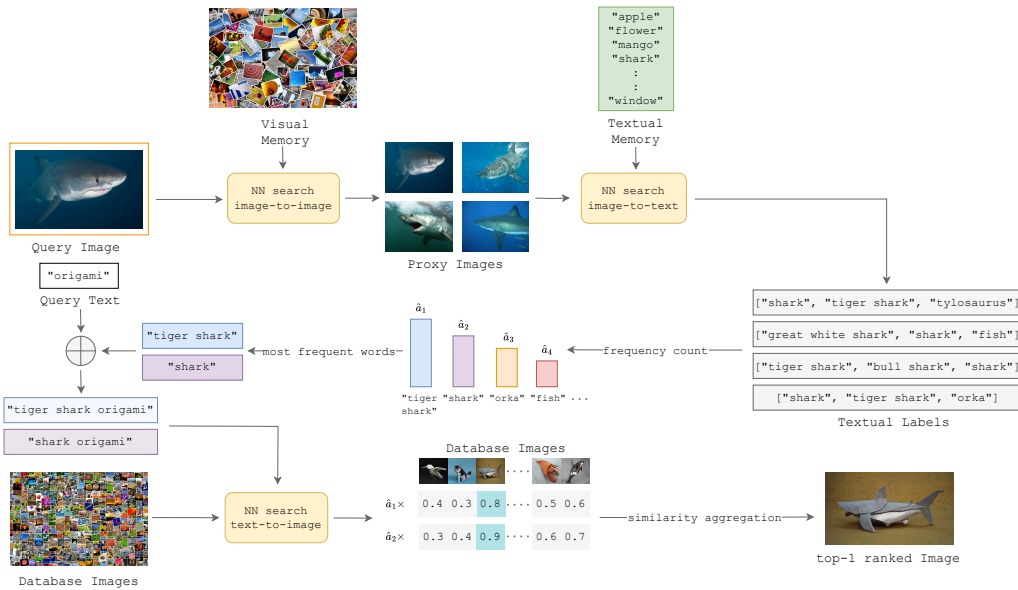 "apple"
"flower"
"mango"
"shark"
:
:
"window"
Visual
Memory
Textual
Memory
NN search
image-to-image
NN search
image-to-text
Query Image
Proxy Images
"origami"
Query Text
["shark", "tiger shark", "tylosaurus"]
["great white shark", "shark", "fish"]
["tiger shark", "bull shark", "shark"]
["shark", "tiger shark", "orka"]
Textual Labels
frequency count
â₁
â₂
â₃
â₄
"tiger
shark"
"shark"
"orka"
"fish"
...
most frequent words
"tiger shark"
"shark"
"tiger shark origami"
"shark origami"
Database Images
NN search
text-to-image
Database Images
····
â₁× 0.4 0.3 0.8 ···· 0.5 0.6
â₂× 0.3 0.4 0.9 ···· 0.6 0.7
similarity aggregation
top-1 ranked Image